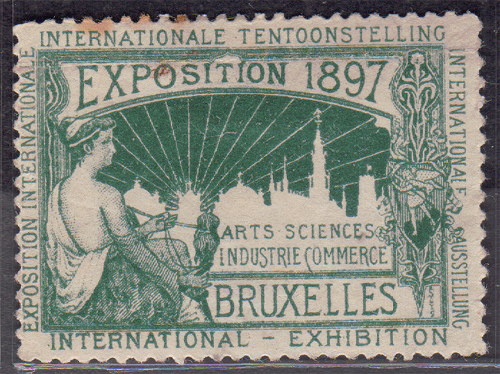 INTERNATIONALE TENTOONSTELLING
EXPOSITION INTERNATIONALE
EXPOSITION 1897
INTERNATIONALE AUSSTELLUNG
ARTS SCIENCES
INDUSTRIE COMMERCE
BRUXELLES
INTERNATIONAL - EXHIBITION